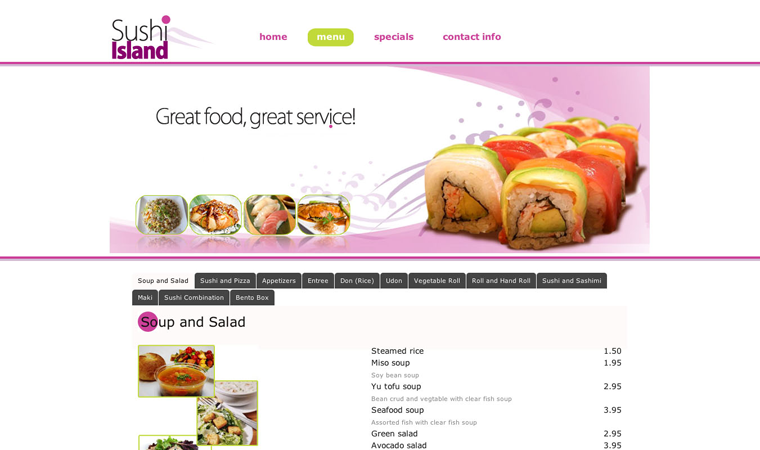 Sushi
island
home menu specials contact info
Great food, great service!
Soup and Salad Sushi and Pizza Appetizers Entree Don (Rice) Udon Vegetable Roll Roll and Hand Roll Sushi and Sashimi
Maki Sushi Combination Bento Box
Soup and Salad
Steamed rice 1.50
Miso soup 1.95
Soy bean soup
Yu tofu soup 2.95
Bean crud and vegtable with clear fish soup
Seafood soup 3.95
Assorted fish with clear fish soup
Green salad 2.95
Avocado salad 3.95